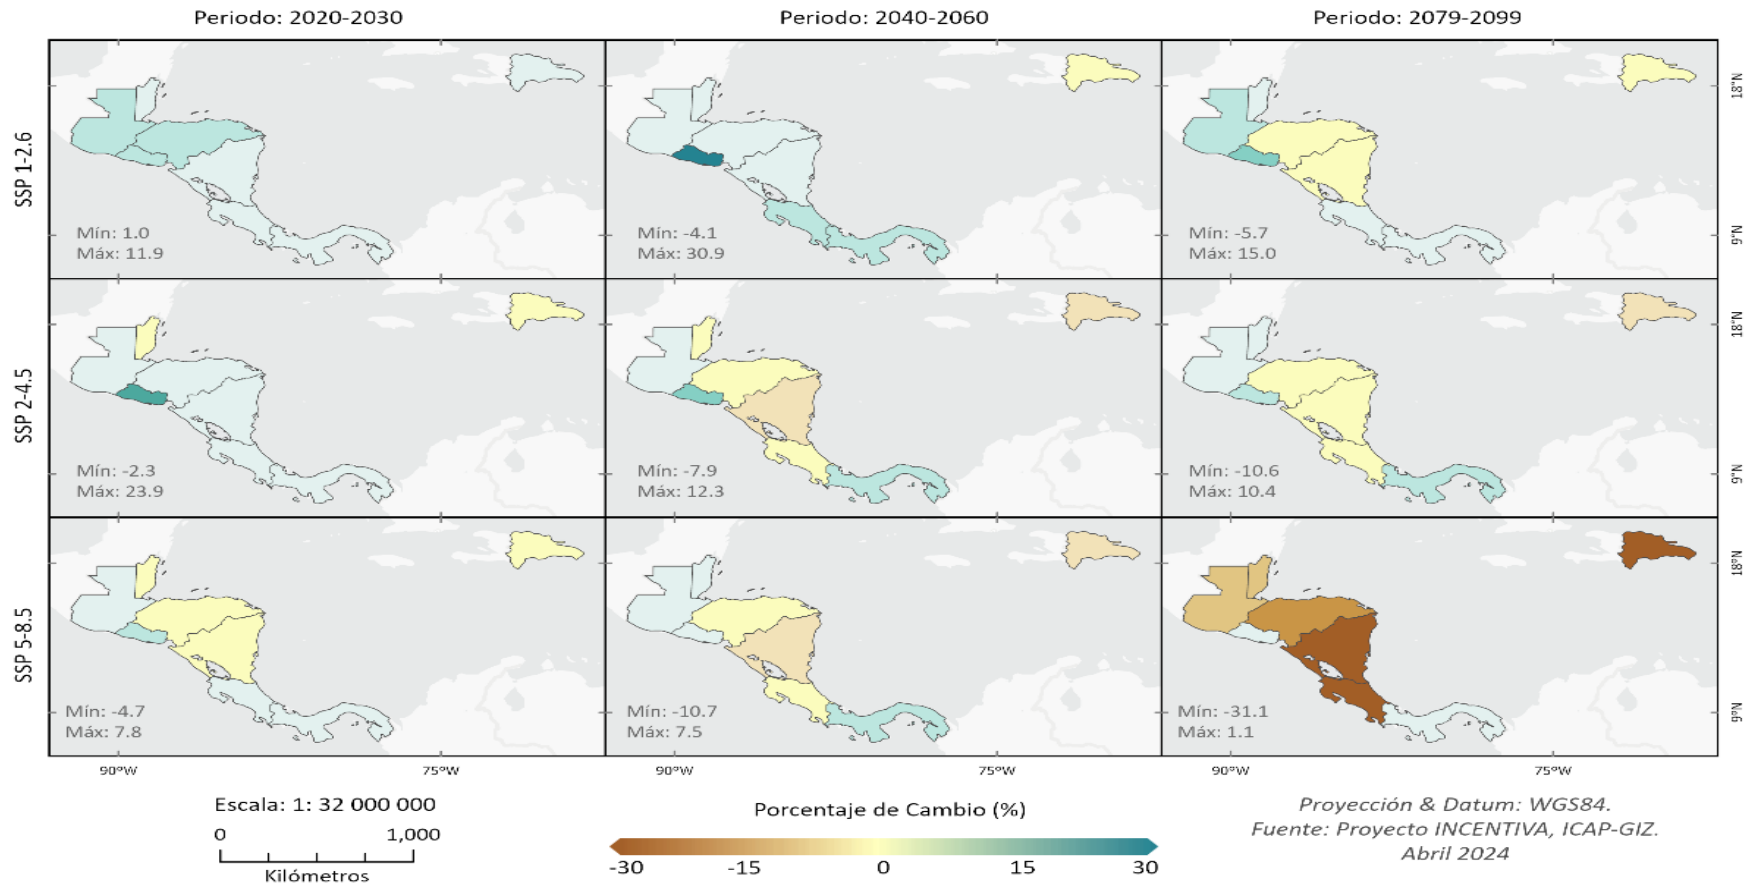 Periodo: 2020-2030
Periodo: 2040-2060
Periodo: 2079-2099
SSP 1-2.6
Mín: 1.0
Máx: 11.9
Mín: -4.1
Máx: 30.9
Mín: -5.7
Máx: 15.0
18°N
9°N
SSP 2-4.5
Mín: -2.3
Máx: 23.9
Mín: -7.9
Máx: 12.3
Mín: -10.6
Máx: 10.4
18°N
9°N
SSP 5-8.5
Mín: -4.7
Máx: 7.8
Mín: -10.7
Máx: 7.5
Mín: -31.1
Máx: 1.1
18°N
9°N
90°W
75°W
90°W
75°W
90°W
75°W
Escala: 1: 32 000 000
0 1,000
Kilómetros
Porcentaje de Cambio (%)
-30 -15 0 15 30
Proyección & Datum: WGS84.
Fuente: Proyecto INCENTIVA, ICAP-GIZ.
Abril 2024